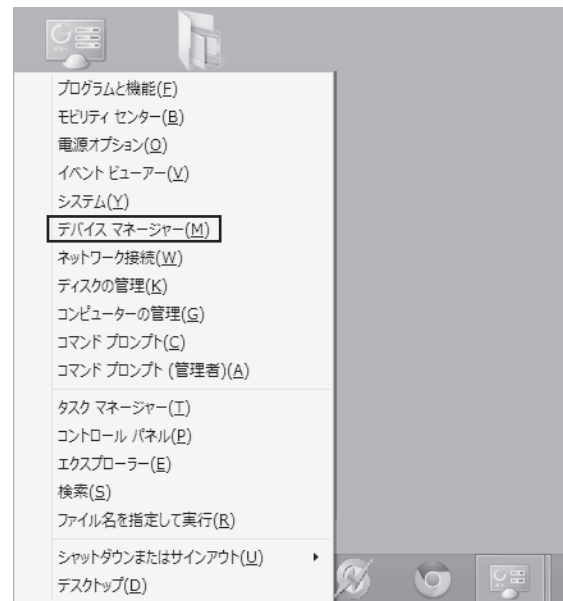 プログラムと機能(F)
モビリティ センター(B)
電源オプション(O)
イベント ビューアー(V)
システム(Y)
デバイス マネージャー(M)
ネットワーク接続(W)
ディスクの管理(K)
コンピューターの管理(G)
コマンド プロンプト(C)
コマンド プロンプト (管理者)(A)
タスク マネージャー(T)
コントロール パネル(P)
エクスプローラー(E)
検索(S)
ファイル名を指定して実行(R)
シャットダウンまたはサインアウト(U)
デスクトップ(D)